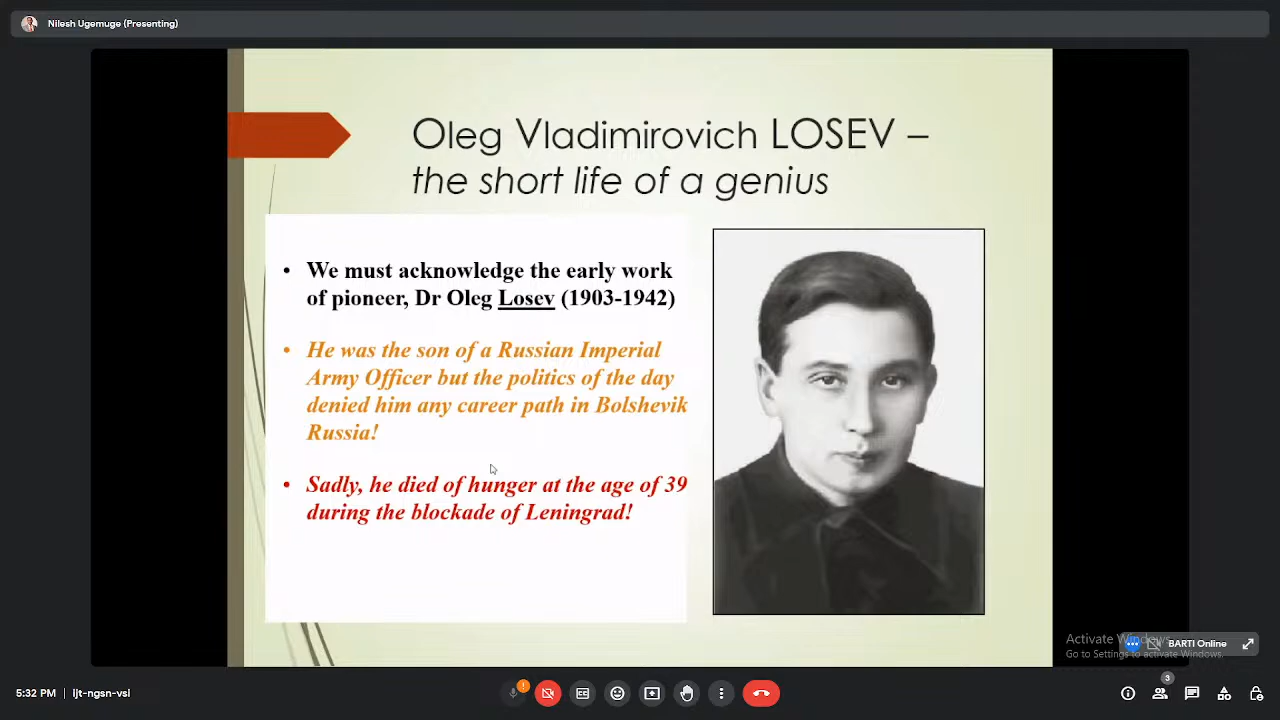 Nilesh Ugemuge (Presenting)
Oleg Vladimirovich LOSEV –
the short life of a genius
• We must acknowledge the early work
of pioneer, Dr Oleg Losev (1903-1942)
• He was the son of a Russian Imperial
Army Officer but the politics of the day
denied him any career path in Bolshevik
Russia!
• Sadly, he died of hunger at the age of 39
during the blockade of Leningrad!
Activate Windows
Go to Settings to activate Windows.
BARTI Online
5:32 PM | ijt-ngsn-vsi
3